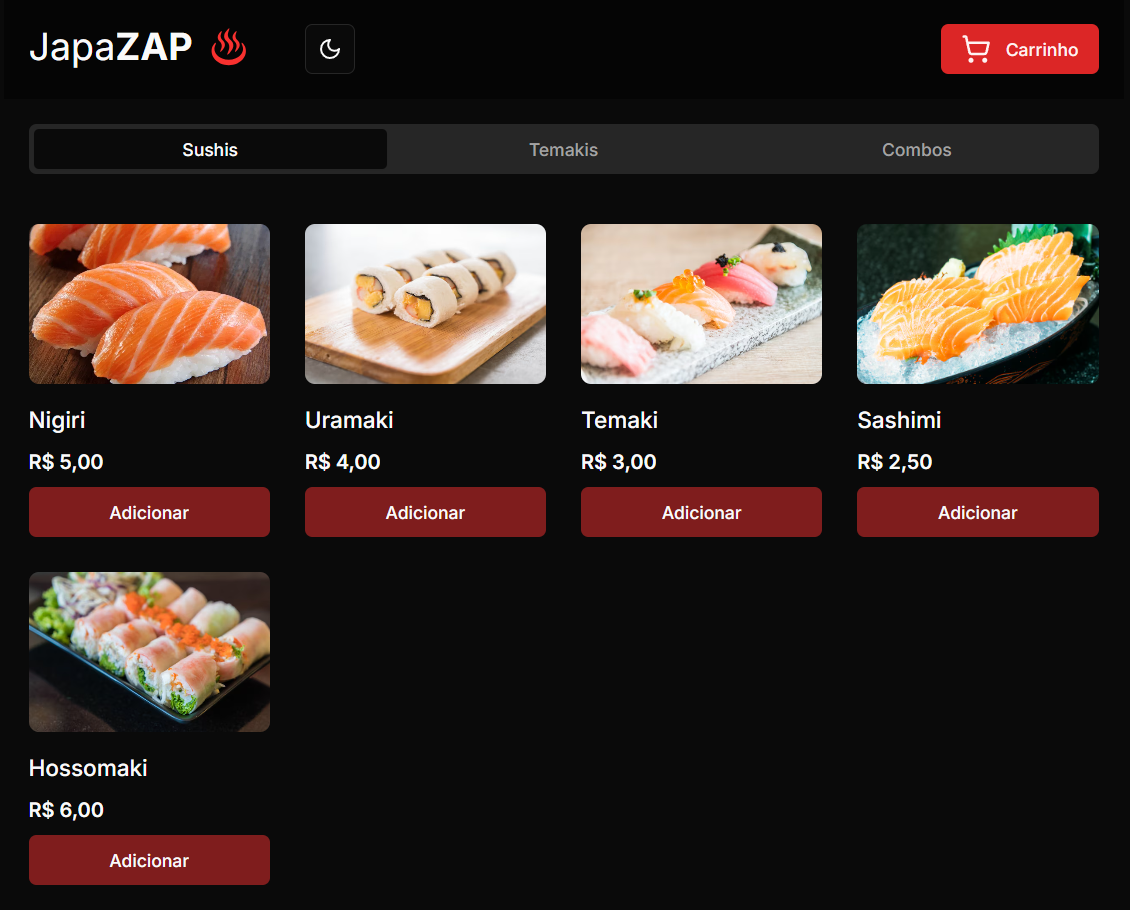 JapaZAP
Carrinho
Sushis
Temakis
Combos
Nigiri
R$ 5,00
Adicionar
Uramaki
R$ 4,00
Adicionar
Temaki
R$ 3,00
Adicionar
Sashimi
R$ 2,50
Adicionar
Hossomaki
R$ 6,00
Adicionar